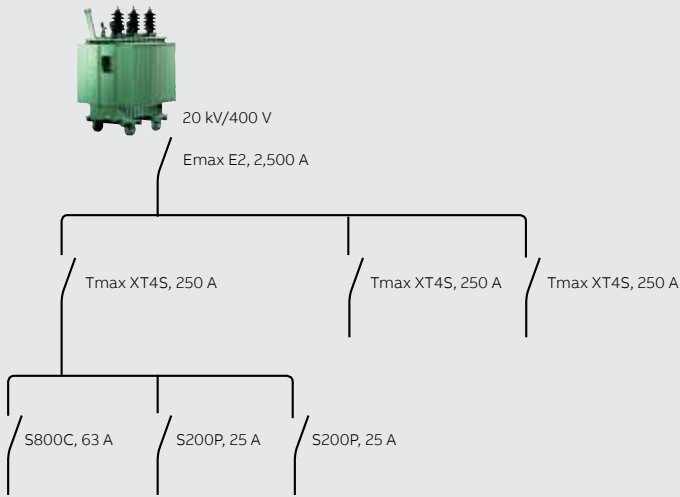 20 kV/400 V
Emax E2, 2,500 A
Tmax XT4S, 250 A
Tmax XT4S, 250 A
Tmax XT4S, 250 A
S800C, 63 A
S200P, 25 A
S200P, 25 A